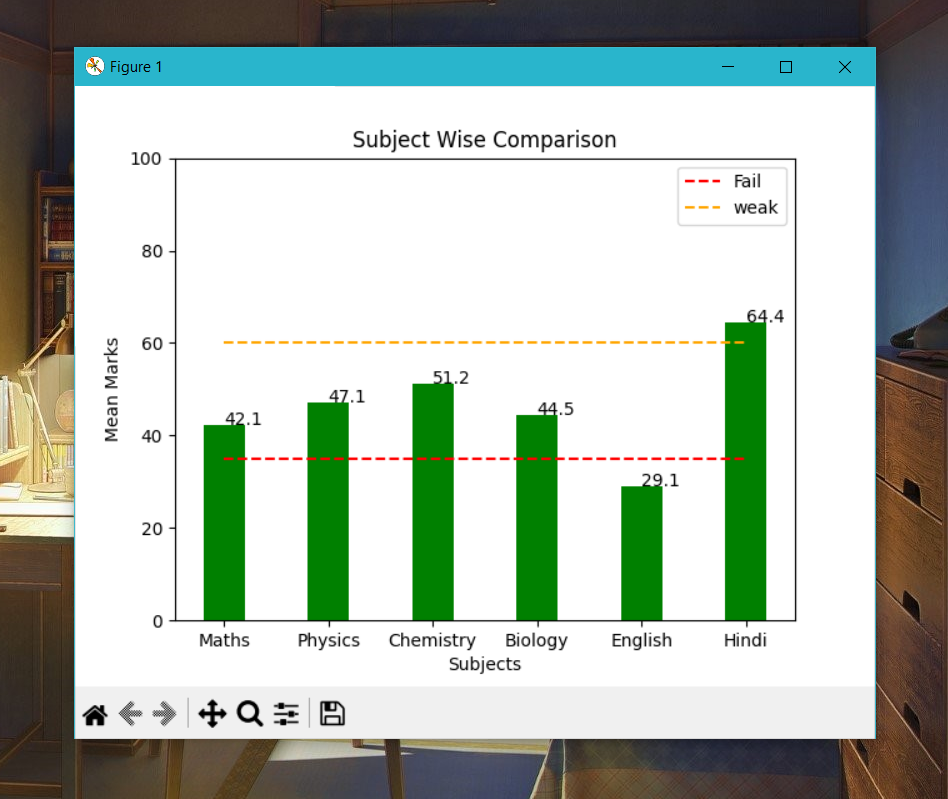 Figure 1
Subject Wise Comparison
100
80
60
40
20
0
Mean Marks
Fail
weak
42.1
47.1
51.2
44.5
29.1
64.4
Maths Physics Chemistry Biology English Hindi
Subjects